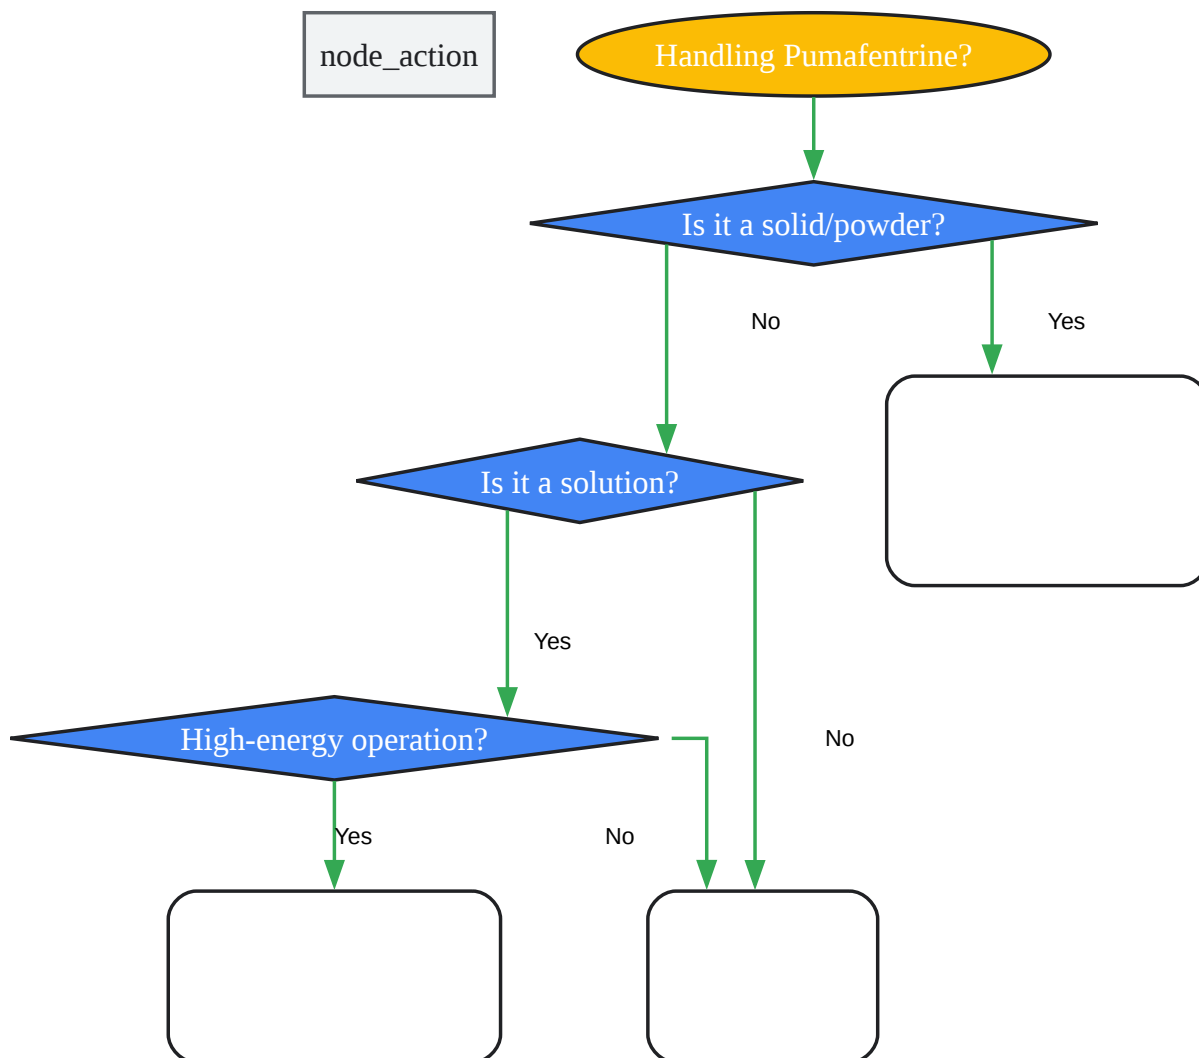 node_action
Handling Pumafentrine?
Is it a solid/powder?
No
Yes
Is it a solution?
Yes
High-energy operation?
No
Yes
No